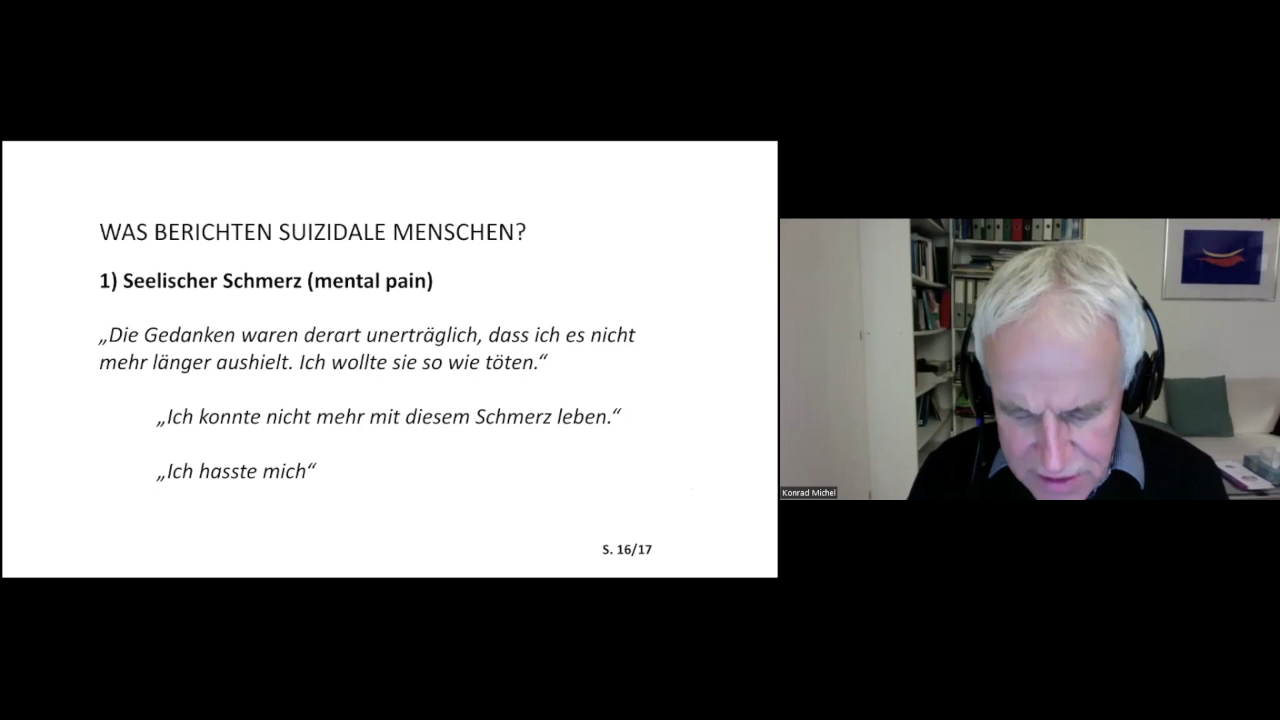 WAS BERICHTEN SUIZIDALE MENSCHEN?
1) Seelischer Schmerz (mental pain)
„Die Gedanken waren derart unerträglich, dass ich es nicht
mehr länger aushielt. Ich wollte sie so wie töten.“
„Ich konnte nicht mehr mit diesem Schmerz leben.“
„Ich hasste mich“
S. 16/17
Konrad Michel